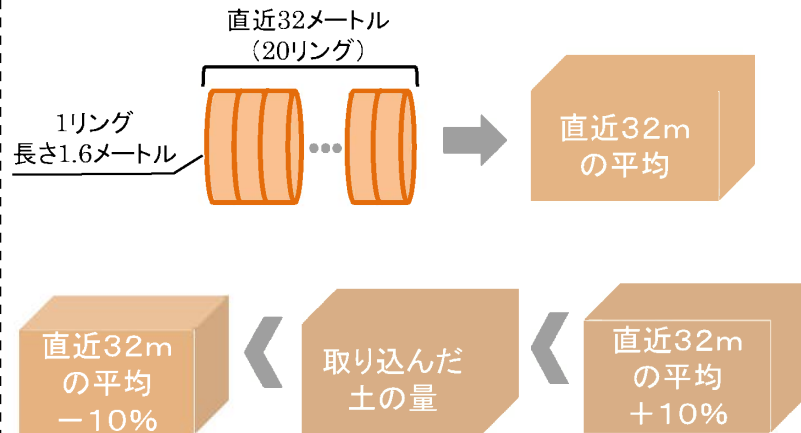 直近32メートル
（20リング）
1リング
長さ1.6メートル
直近32m
の平均
直近32m
の平均
－10%
取り込んだ
土の量
直近32m
の平均
＋10%